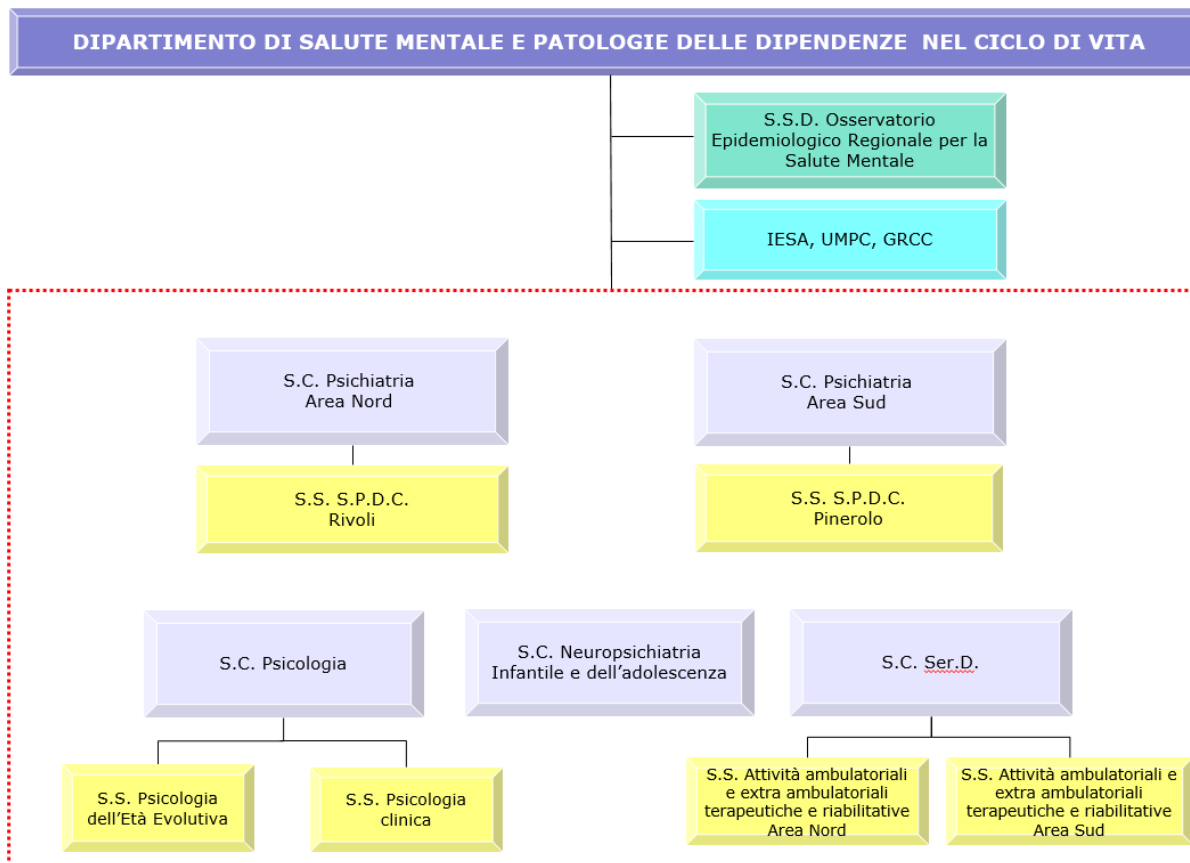 DIPARTIMENTO DI SALUTE MENTALE E PATOLOGIE DELLE DIPENDENZE NEL CICLO DI VITA
S.S.D. Osservatorio
Epidemiologico Regionale per la
Salute Mentale
IESA, UMPC, GRCC
S.C. Psichiatria
Area Nord
S.C. Psichiatria
Area Sud
S.S. S.P.D.C.
Rivoli
S.S. S.P.D.C.
Pinerolo
S.C. Psicologia
S.C. Neuropsichiatria
Infantile e dell’adolescenza
S.C. Ser.D.
S.S. Psicologia
dell’Età Evolutiva
S.S. Psicologia
clinica
S.S. Attività ambulatoriali
e extra ambulatoriali
terapeutiche e riabilitative
Area Nord
S.S. Attività ambulatoriali e
extra ambulatoriali
terapeutiche e riabilitative
Area Sud